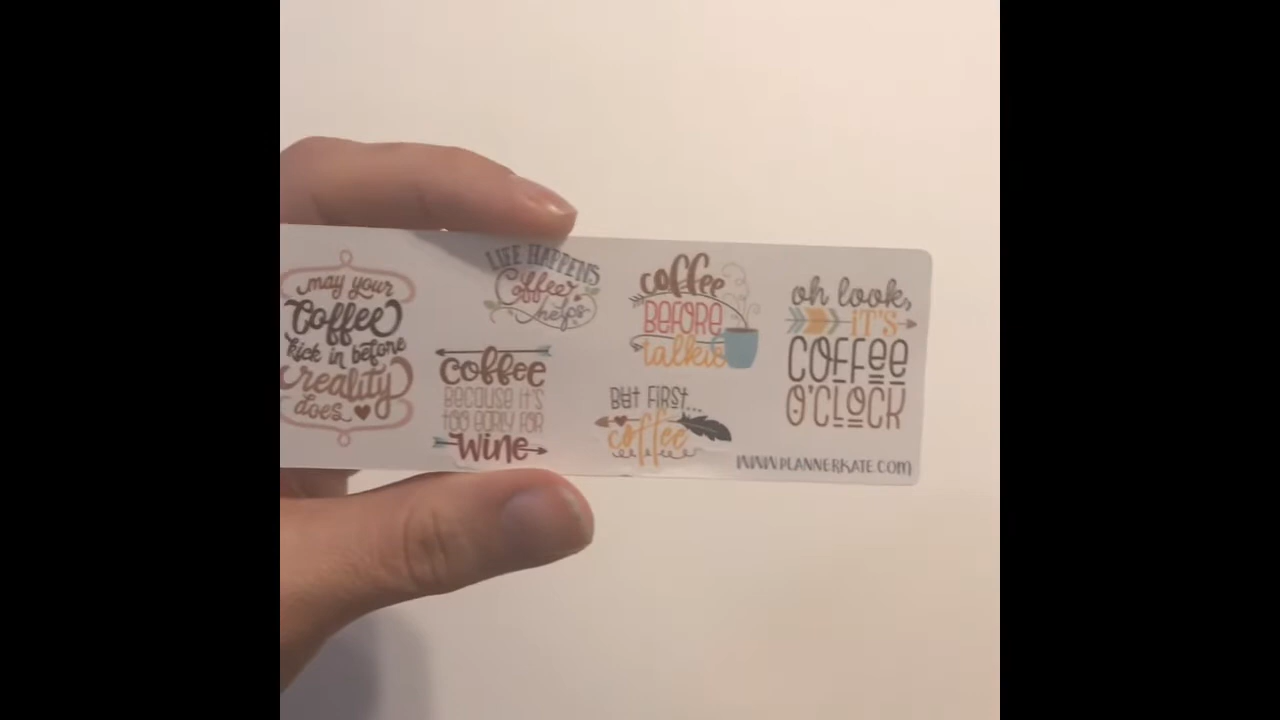 may your
Coffee
kick in before
reality
does
LIFE HAPPENS
Coffee
helps
coffee
BECAUSE IT'S
TOO EARLY FOR
WINE
coffee
BEFORE
talkie
BUT FIRST...
coffee
oh look,
IT'S
COFFEE
O'CLOCK
WWW.PLANNERKATE.COM